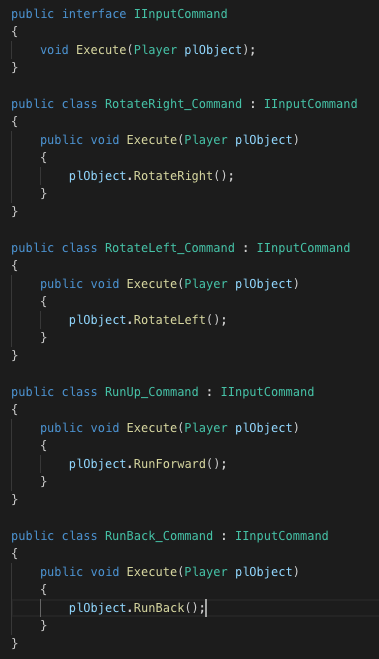 public interface IInputCommand
{
    void Execute(Player plObject);
}

public class RotateRight_Command : IInputCommand
{
    public void Execute(Player plObject)
    {
        plObject.RotateRight();
    }
}

public class RotateLeft_Command : IInputCommand
{
    public void Execute(Player plObject)
    {
        plObject.RotateLeft();
    }
}

public class RunUp_Command : IInputCommand
{
    public void Execute(Player plObject)
    {
        plObject.RunForward();
    }
}

public class RunBack_Command : IInputCommand
{
    public void Execute(Player plObject)
    {
        plObject.RunBack();
    }
}